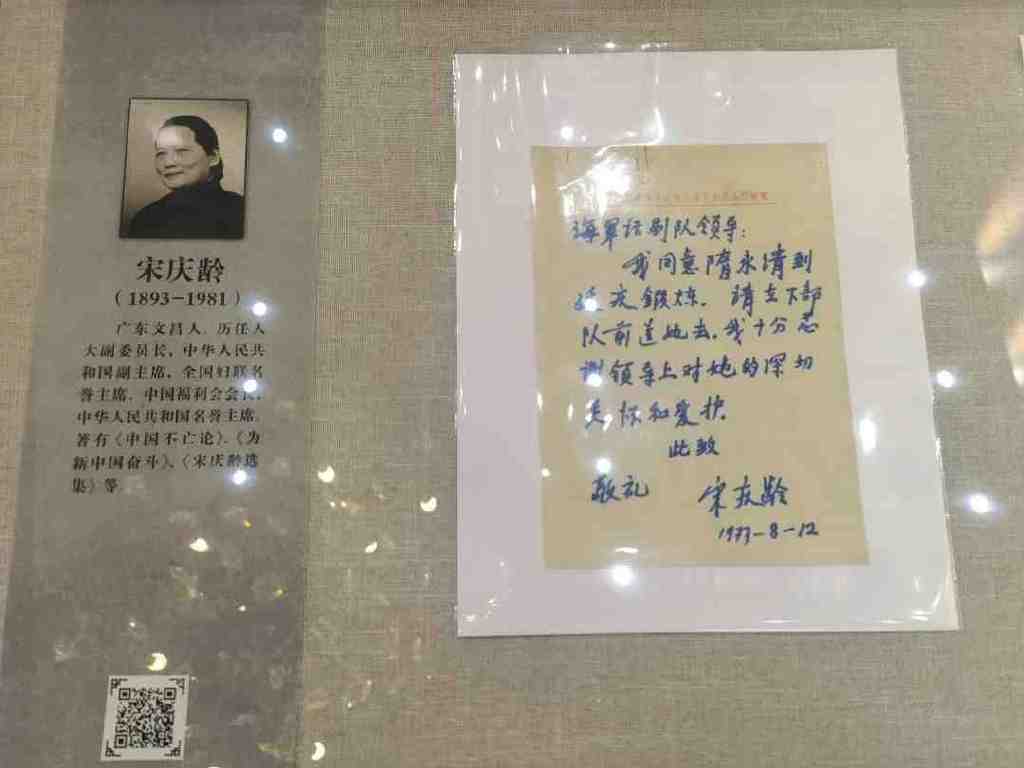 宋庆龄
(1893-1981)
广东文昌人。历任人
大副委员长,中华人民共
和国副主席,全国妇联名
誉主席,中国福利会会长,
中华人民共和国名誉主席。
著有《中国不亡论》、《为
新中国奋斗》、《宋庆龄选
集》等
海军话剧队领导:
我同意隋永清到
连庆锻炼。请在下部
队前送她去。我十分感
谢领导上对她的深切
关怀和爱护。
此致
敬礼 宋庆龄
1973-8-12